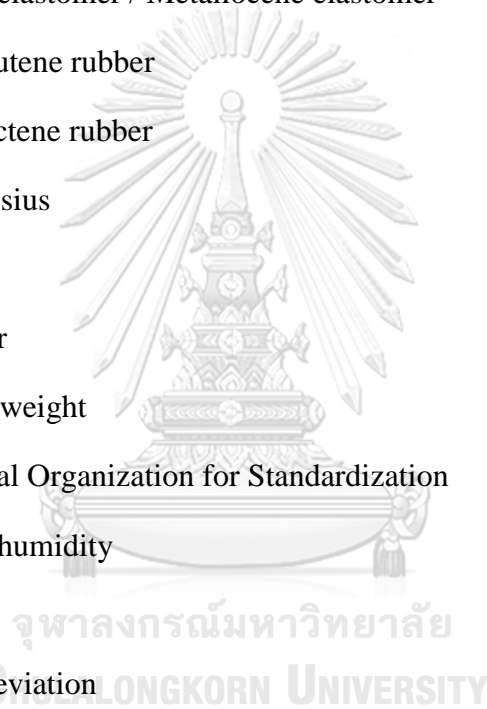 elastomer / Metallocene elastomer
utene rubber
ctene rubber
sius
r
weight
al Organization for Standardization
humidity
จุฬาลงกรณ์มหาวิทยาลัย
eviation
LALONGKORN UNIVERSITY